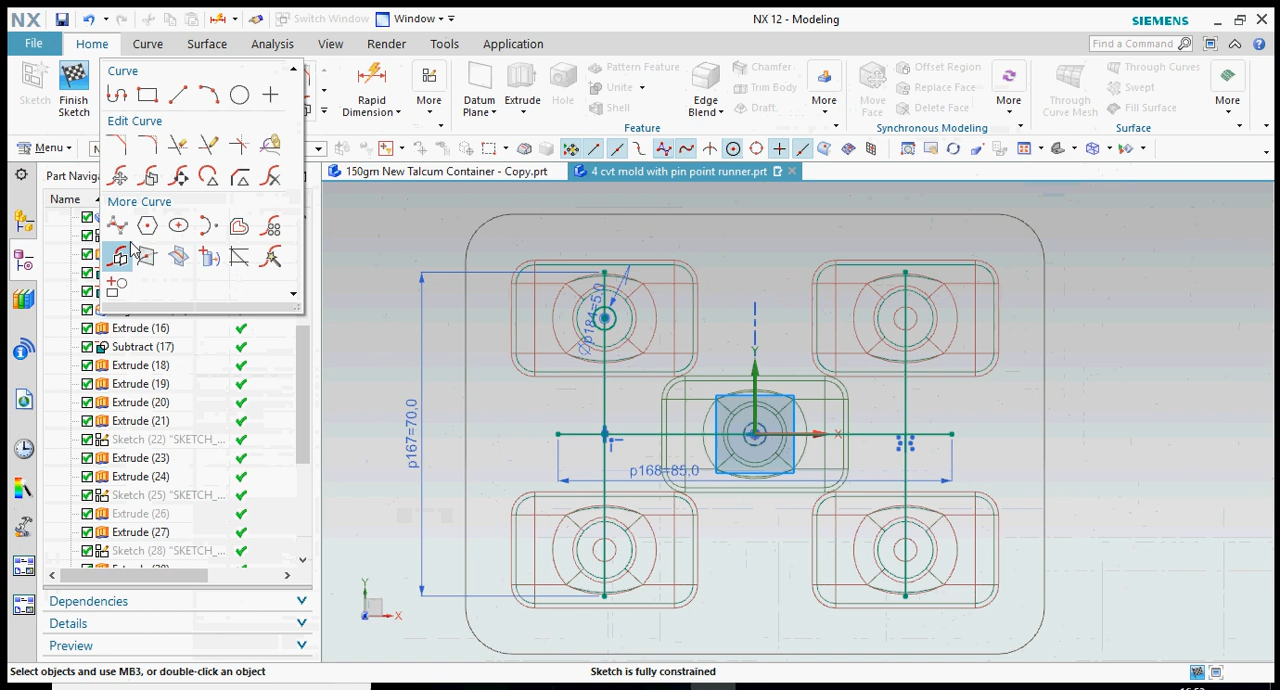 NX
Switch Window
Window
NX 12 - Modeling
SIEMENS
File
Home
Curve
Surface
Analysis
View
Render
Tools
Application
Find a Command
Sketch
Finish
Sketch
Curve
Edit Curve
More Curve
Rapid
Dimension
More
Datum
Plane
Extrude
Hole
Pattern Feature
Unite
Shell
Edge
Blend
Chamfer
Trim Body
Draft
More
Feature
Move
Face
Offset Region
Replace Face
Delete Face
More
Synchronous Modeling
Through
Curve Mesh
Through Curves
Swept
Fill Surface
More
Surface
Menu
150gm New Talcum Container - Copy.prt
4 cvt mold with pin point runner.prt
Part Navig
Name
Extrude (16)
Subtract (17)
Extrude (18)
Extrude (19)
Extrude (20)
Extrude (21)
Sketch (22) "SKETCH_...
Extrude (23)
Extrude (24)
Sketch (25) "SKETCH_...
Extrude (26)
Extrude (27)
Sketch (28) "SKETCH_...
Dependencies
Details
Preview
p167=70,0
Øp184=5,0
p168=85,0
Y
X
Y
X
Select objects and use MB3, or double-click an object
Sketch is fully constrained